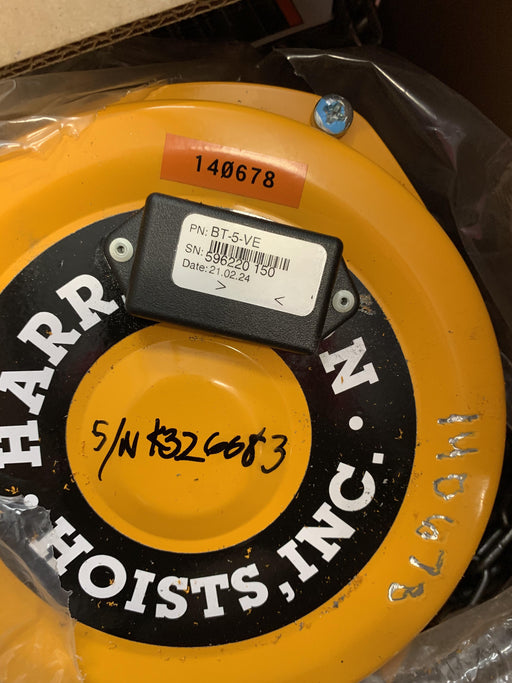 140678
PN: BT-5-VE
SN: 596220 150
Date: 21.02.24
> <
HARR
N
HOISTS, INC.
140678